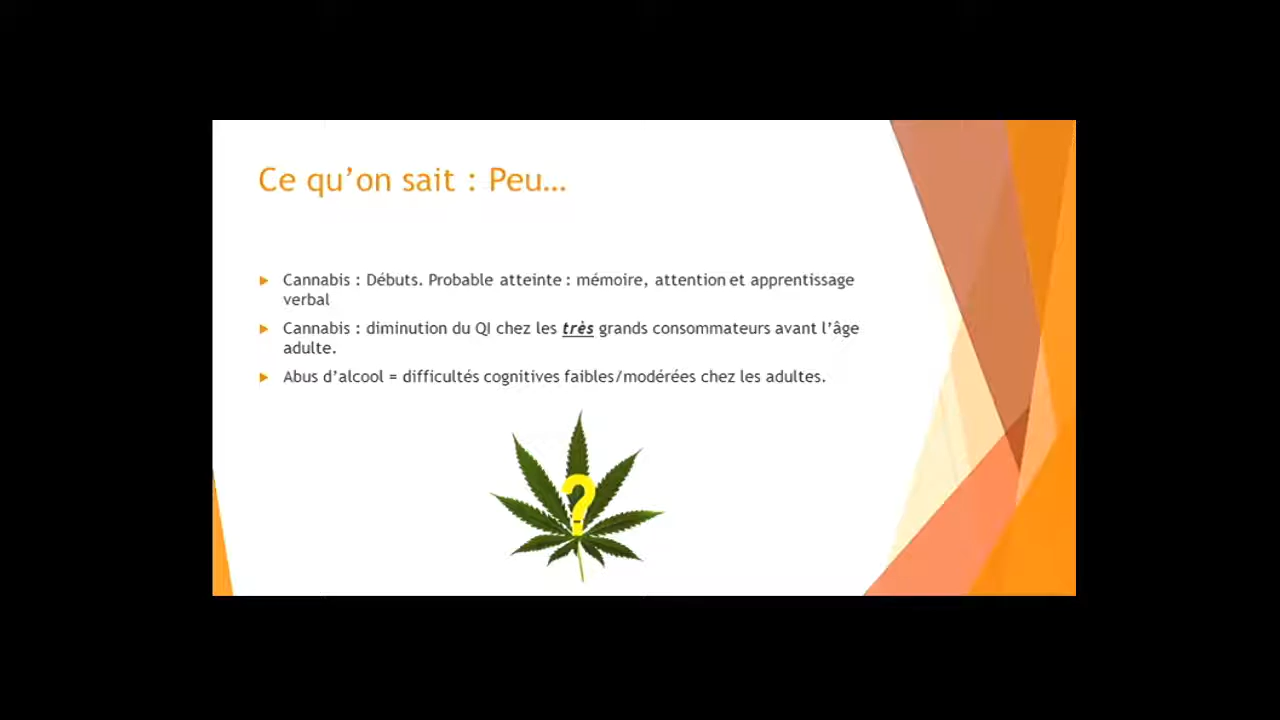 Ce qu’on sait : Peu…
Cannabis : Débuts. Probable atteinte : mémoire, attention et apprentissage
verbal
Cannabis : diminution du QI chez les très grands consommateurs avant l’âge
adulte.
Abus d’alcool = difficultés cognitives faibles/modérées chez les adultes.
?